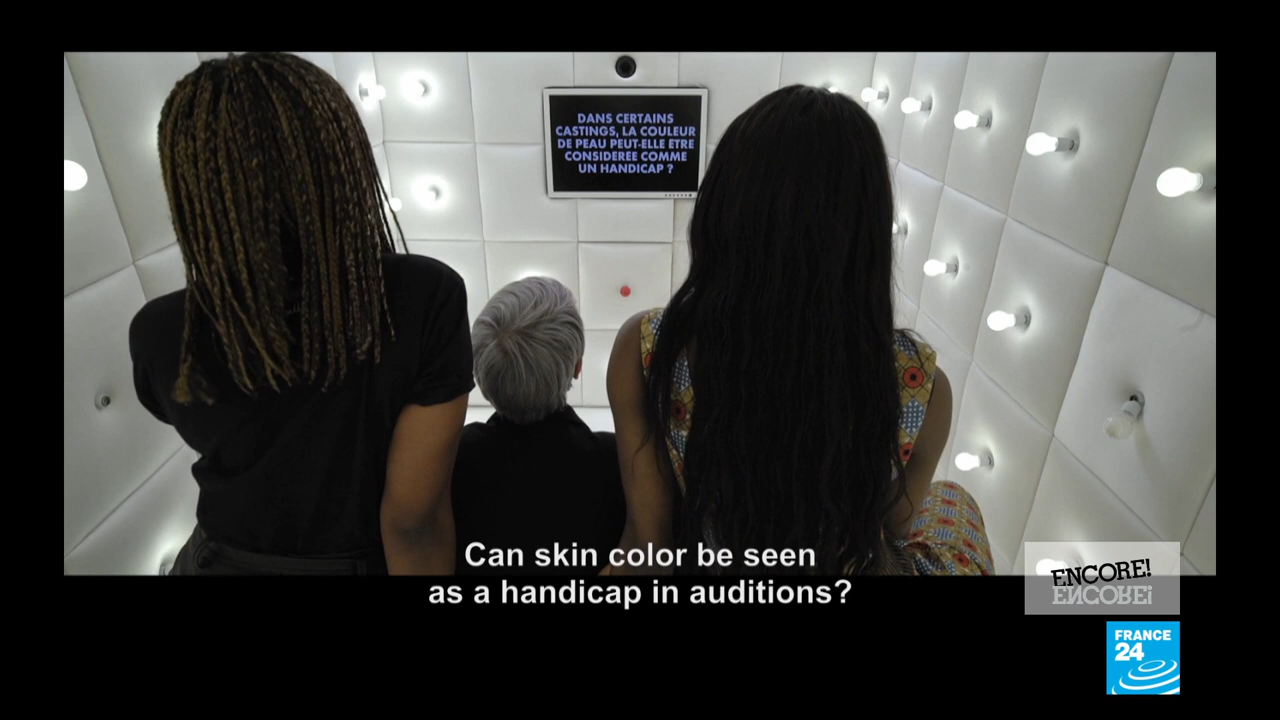 DANS CERTAINS
CASTINGS, LA COULEUR
DE PEAU PEUT-ELLE ETRE
CONSIDEREE COMME
UN HANDICAP ?
Can skin color be seen
as a handicap in auditions?
ENCORE!
ENCORE!
FRANCE
24